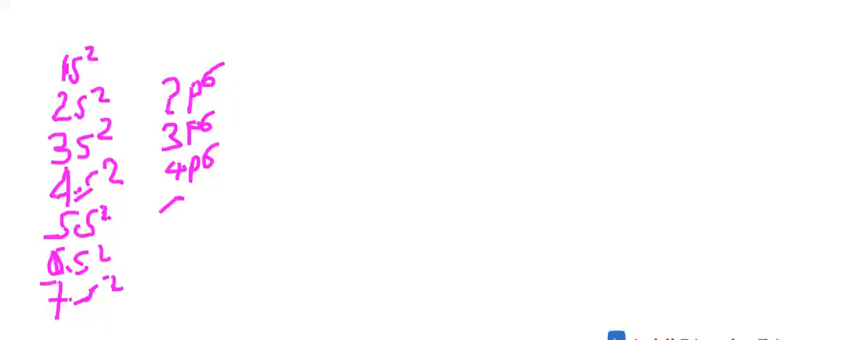 1s²
2s² 2p⁶
3s² 3p⁶
4s² 4p⁶
5s²
6s²
7s²